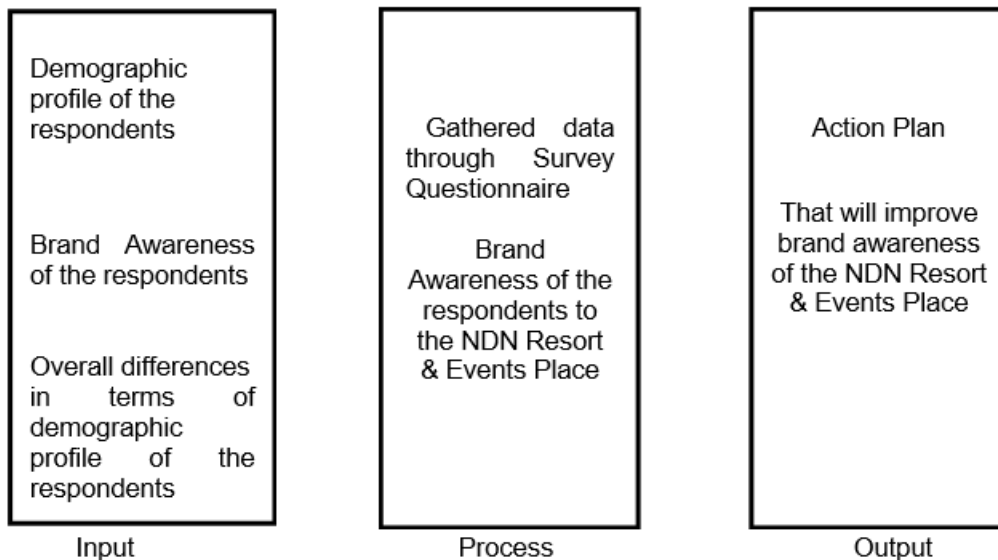 Demographic
profile of the
respondents
Brand Awareness
of the respondents
Overall differences
in terms of
demographic
profile of the
respondents
Input
Gathered data
through Survey
Questionnaire
Brand
Awareness of the
respondents to
the NDN Resort
& Events Place
Process
Action Plan
That will improve
brand awareness
of the NDN Resort
& Events Place
Output